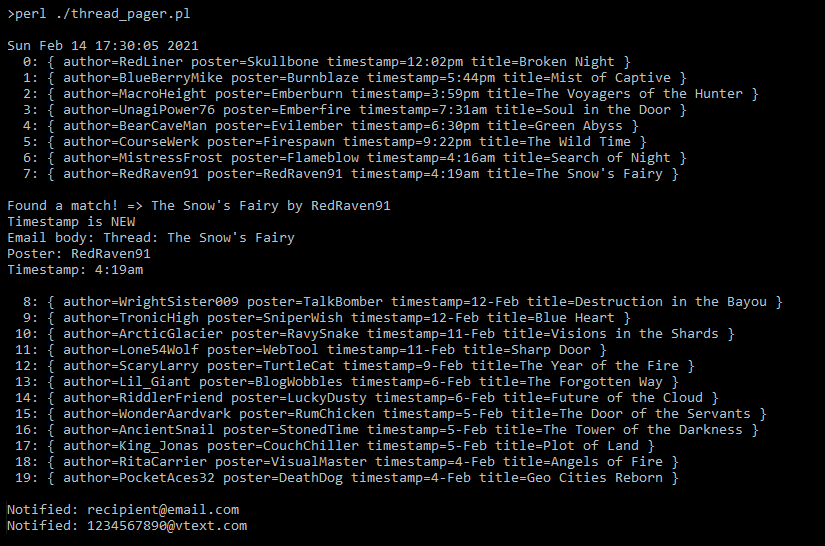 >perl ./thread_pager.pl
Sun Feb 14 17:30:05 2021
0: { author=RedLiner poster=Skullbone timestamp=12:02pm title=Broken Night }
1: { author=BlueBerryMike poster=Burnblaze timestamp=5:44pm title=Mist of Captive }
2: { author=MacroHeight poster=Emberburn timestamp=3:59pm title=The Voyagers of the Hunter }
3: { author=UnagiPower76 poster=Emberfire timestamp=7:31am title=Soul in the Door }
4: { author=BearCaveMan poster=Evilember timestamp=6:30pm title=Green Abyss }
5: { author=CourseWerk poster=Firespawn timestamp=9:22pm title=The Wild Time }
6: { author=MistressFrost poster=Flameblow timestamp=4:16am title=Search of Night }
7: { author=RedRaven91 poster=RedRaven91 timestamp=4:19am title=The Snow's Fairy }
Found a match! => The Snow's Fairy by RedRaven91
Timestamp is NEW
Email body: Thread: The Snow's Fairy
Poster: RedRaven91
Timestamp: 4:19am
8: { author=WrightSister009 poster=TalkBomber timestamp=12-Feb title=Destruction in the Bayou }
9: { author=TronicHigh poster=SniperWish timestamp=12-Feb title=Blue Heart }
10: { author=ArcticGlacier poster=RavySnake timestamp=11-Feb title=Visions in the Shards }
11: { author=Lone54Wolf poster=WebTool timestamp=11-Feb title=Sharp Door }
12: { author=ScaryLarry poster=TurtleCat timestamp=9-Feb title=The Year of the Fire }
13: { author=Lil_Giant poster=BlogWobbles timestamp=6-Feb title=The Forgotten Way }
14: { author=RiddlerFriend poster=LuckyDusty timestamp=6-Feb title=Future of the Cloud }
15: { author=WonderAardvark poster=RumChicken timestamp=5-Feb title=The Door of the Servants }
16: { author=AncientSnail poster=StonedTime timestamp=5-Feb title=The Tower of the Darkness }
17: { author=King_Jonas poster=CouchChiller timestamp=5-Feb title=Plot of Land }
18: { author=RitaCarrier poster=VisualMaster timestamp=4-Feb title=Angels of Fire }
19: { author=PocketAces32 poster=DeathDog timestamp=4-Feb title=Geo Cities Reborn }
Notified: recipient@email.com
Notified: 1234567890@vtext.com